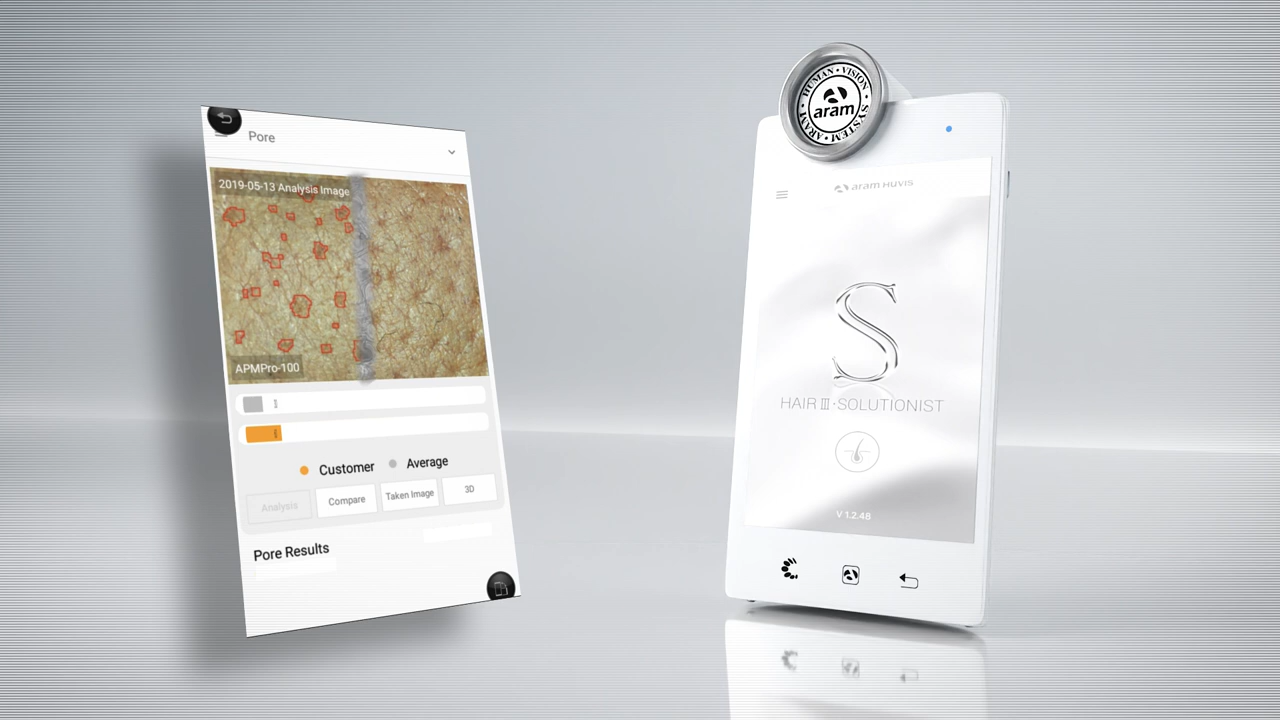 Pore
2019-05-13 Analysis Image
APMPro-100
Customer
Average
Analysis
Compare
Taken Image
3D
Pore Results
HUMAN • VISION • SYSTEM • ARAM •
aram
aram HUVIS
S
HAIR III·SOLUTIONIST
V 1.2.48